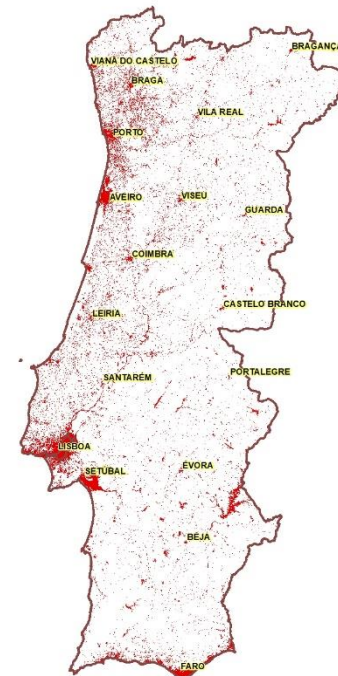 BRAGANÇA
VIANA DO CASTELO
BRAGA
VILA REAL
PORTO
AVEIRO
VISEU
GUARDA
COIMBRA
CASTELO BRANCO
LEIRIA
SANTARÉM
PORTALEGRE
LISBOA
SETÚBAL
ÉVORA
BEJA
FARO